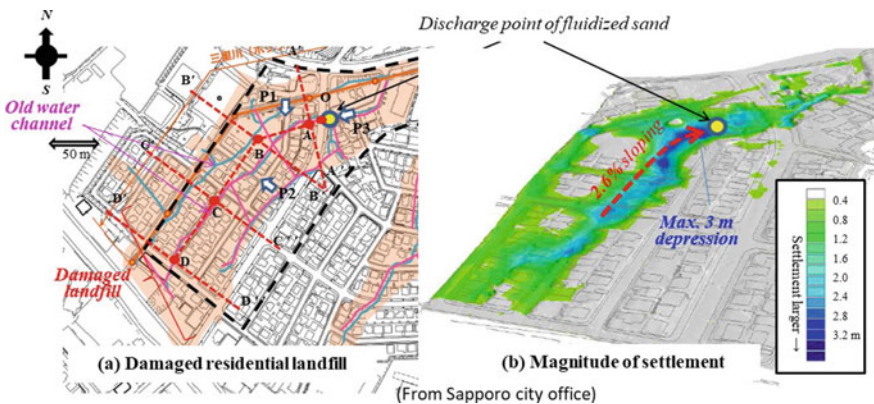 Discharge point of fluidized sand
N
S
50 m
Old water
channel
Damaged
landfill
A'
B'
P1
O
A
P3
B
A
C'
P2
B
D'
C
C
D
D
(a) Damaged residential landfill
2.6% sloping
Max. 3 m
depression
Settlement larger →
0.4
0.8
1.2
1.6
2.0
2.4
2.8
3.2 m
(b) Magnitude of settlement
(From Sapporo city office)